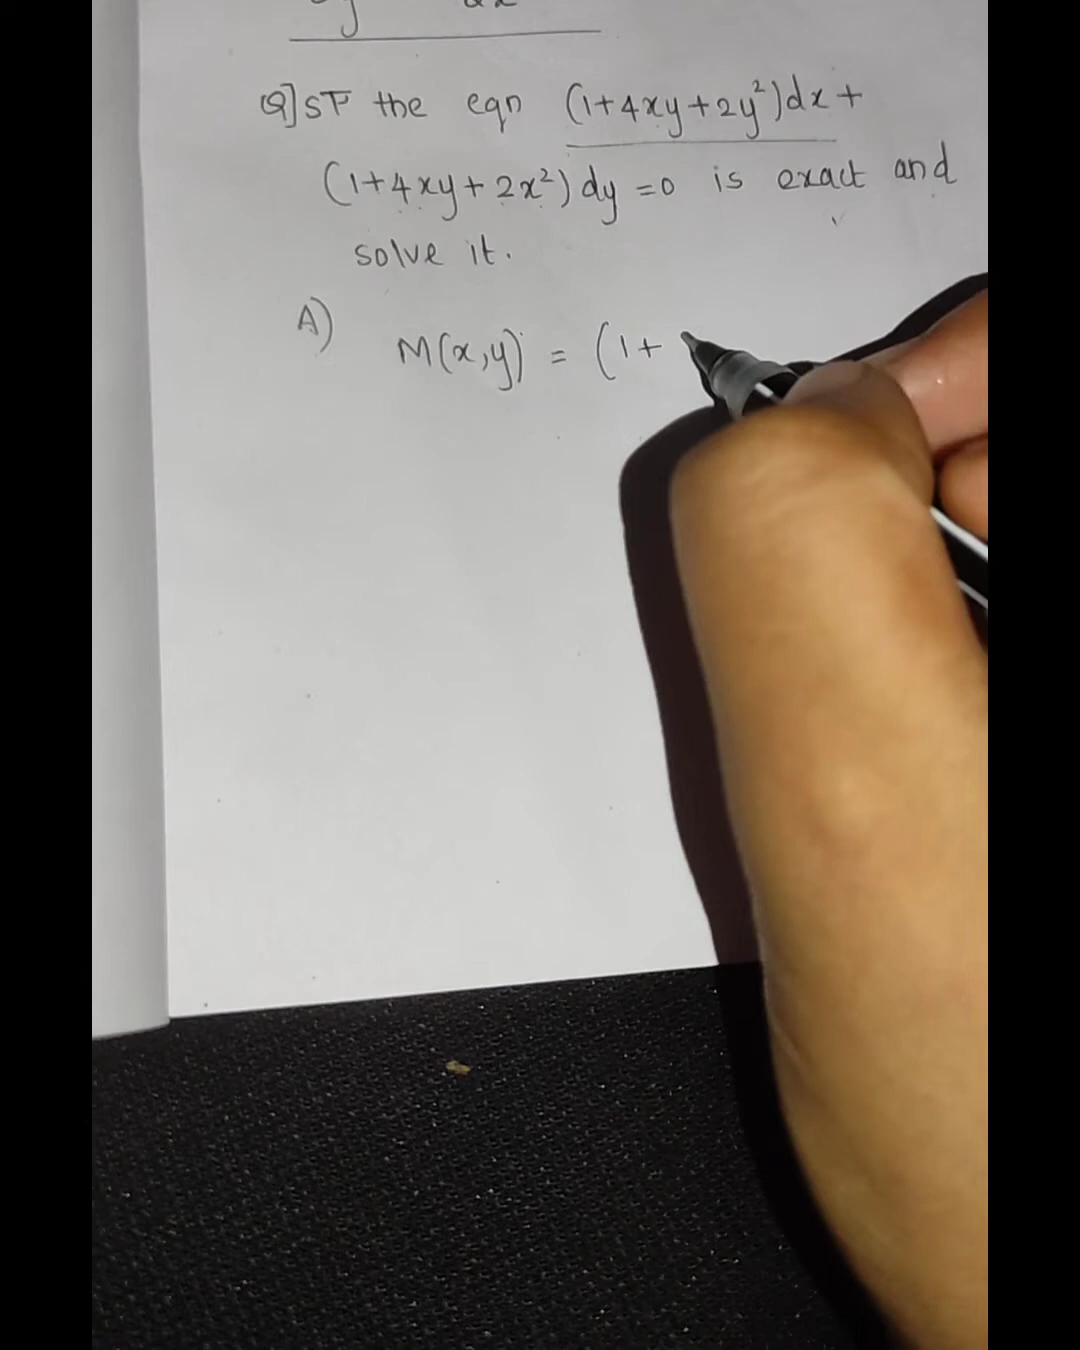 Q] ST the eqn (1+4xy+2y²)dx+
(1+4xy+2x²)dy=0 is exact and
solve it.
A) M(x,y) = (1+